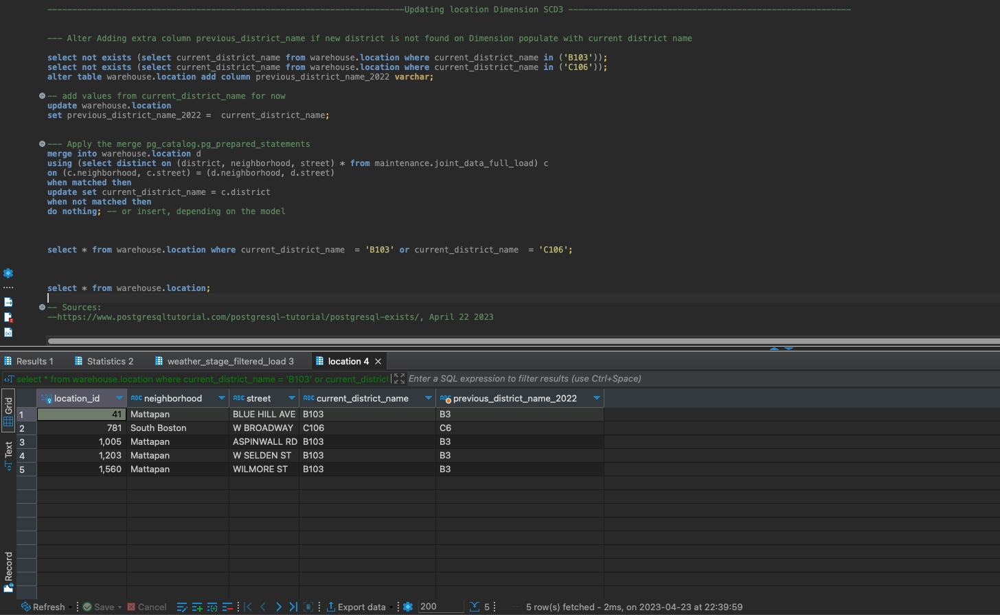 -------------------------------------------------------------------------Updating location Dimension SCD3 ----------------------------------------------------------
--- Alter Adding extra column previous_district_name if new district is not found on Dimension populate with current district name
select not exists (select current_district_name from warehouse.location where current_district_name in ('B103'));
select not exists (select current_district_name from warehouse.location where current_district_name in ('C106'));
alter table warehouse.location add column previous_district_name_2022 varchar;
-- add values from current_district_name for now
update warehouse.location
set previous_district_name_2022 =  current_district_name;
--- Apply the merge pg_catalog.pg_prepared_statements
merge into warehouse.location d
using (select distinct on (district, neighborhood, street) * from maintenance.joint_data_full_load) c
on (c.neighborhood, c.street) = (d.neighborhood, d.street)
when matched then
update set current_district_name = c.district
when not matched then
do nothing; -- or insert, depending on the model
select * from warehouse.location where current_district_name  = 'B103' or current_district_name  = 'C106';
select * from warehouse.location;
-- Sources:
--https://www.postgresqltutorial.com/postgresql-tutorial/postgresql-exists/, April 22 2023
Results 1 Statistics 2 weather_stage_filtered_load 3 location 4
select * from warehouse.location where current_district_name = 'B103' or current_district Enter a SQL expression to filter results (use Ctrl+Space)
Grid
Text
Record
location_id ABC neighborhood ABC street ABC current_district_name ABC previous_district_name_2022
1 41 Mattapan BLUE HILL AVE B103 B3
2 781 South Boston W BROADWAY C106 C6
3 1,005 Mattapan ASPINWALL RD B103 B3
4 1,203 Mattapan W SELDEN ST B103 B3
5 1,560 Mattapan WILMORE ST B103 B3
Refresh Save Cancel Export data 200 5 5 row(s) fetched - 2ms, on 2023-04-23 at 22:39:59